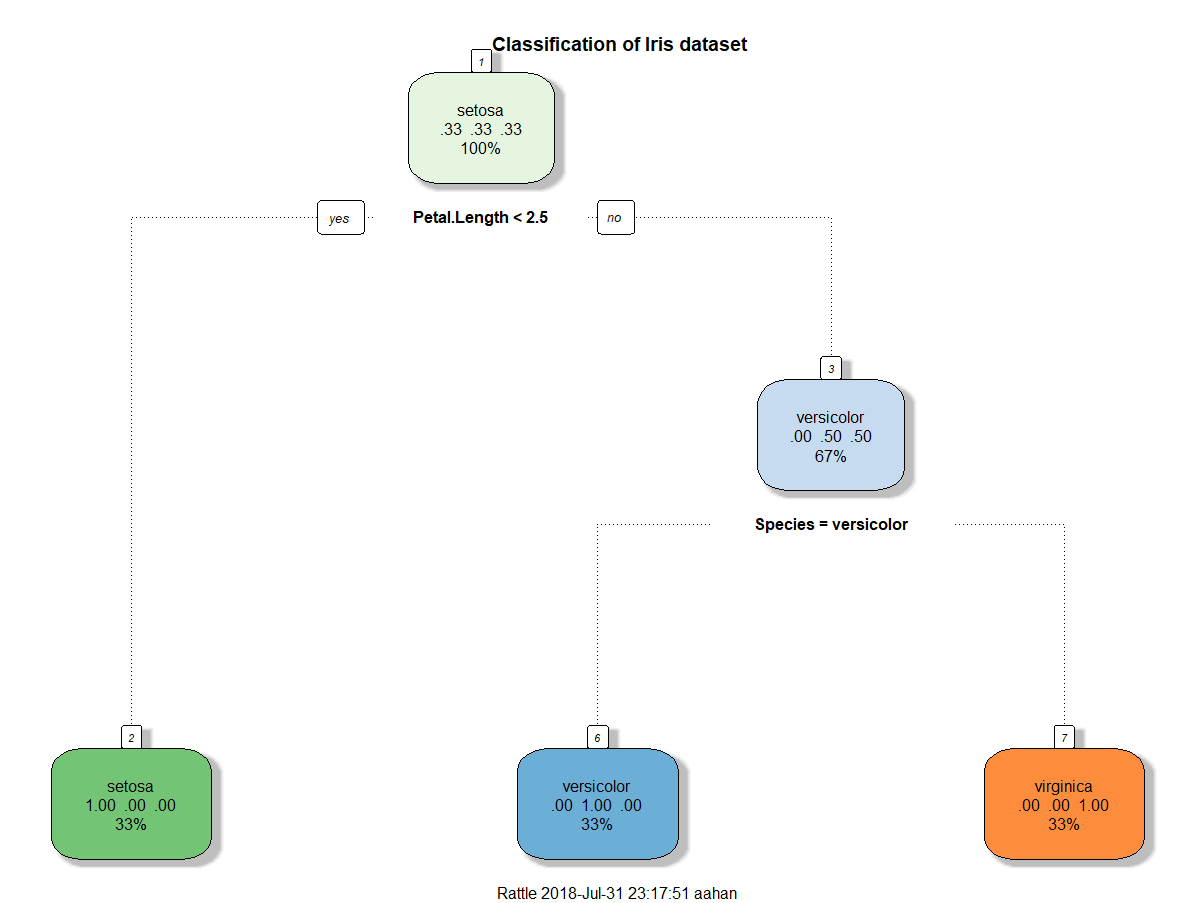 Classification of Iris dataset
1
setosa
.33 .33 .33
100%
yes
Petal.Length < 2.5
no
3
versicolor
.00 .50 .50
67%
Species = versicolor
2
setosa
1.00 .00 .00
33%
6
versicolor
.00 1.00 .00
33%
7
virginica
.00 .00 1.00
33%
Rattle 2018-Jul-31 23:17:51 aahan